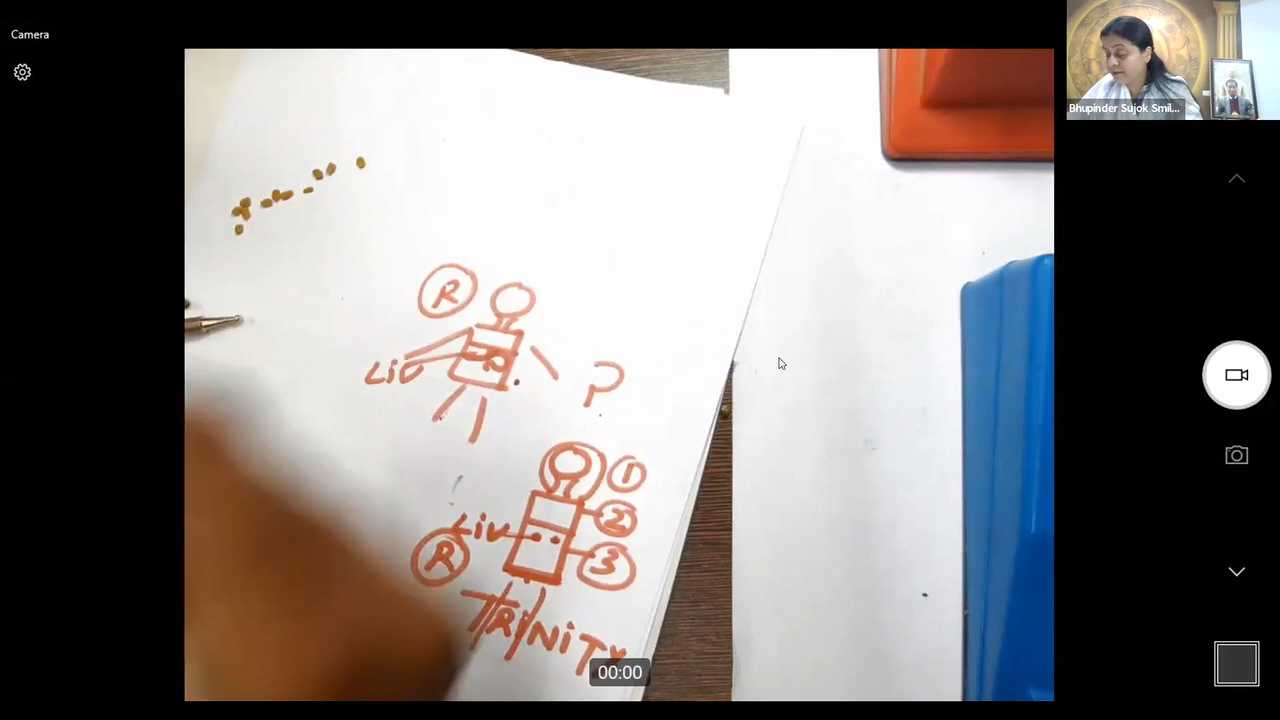 Camera
Bhupinder Sujok Smil...
R
Liv
?
1
2
Liv
R
3
TRiNiTY
00:00